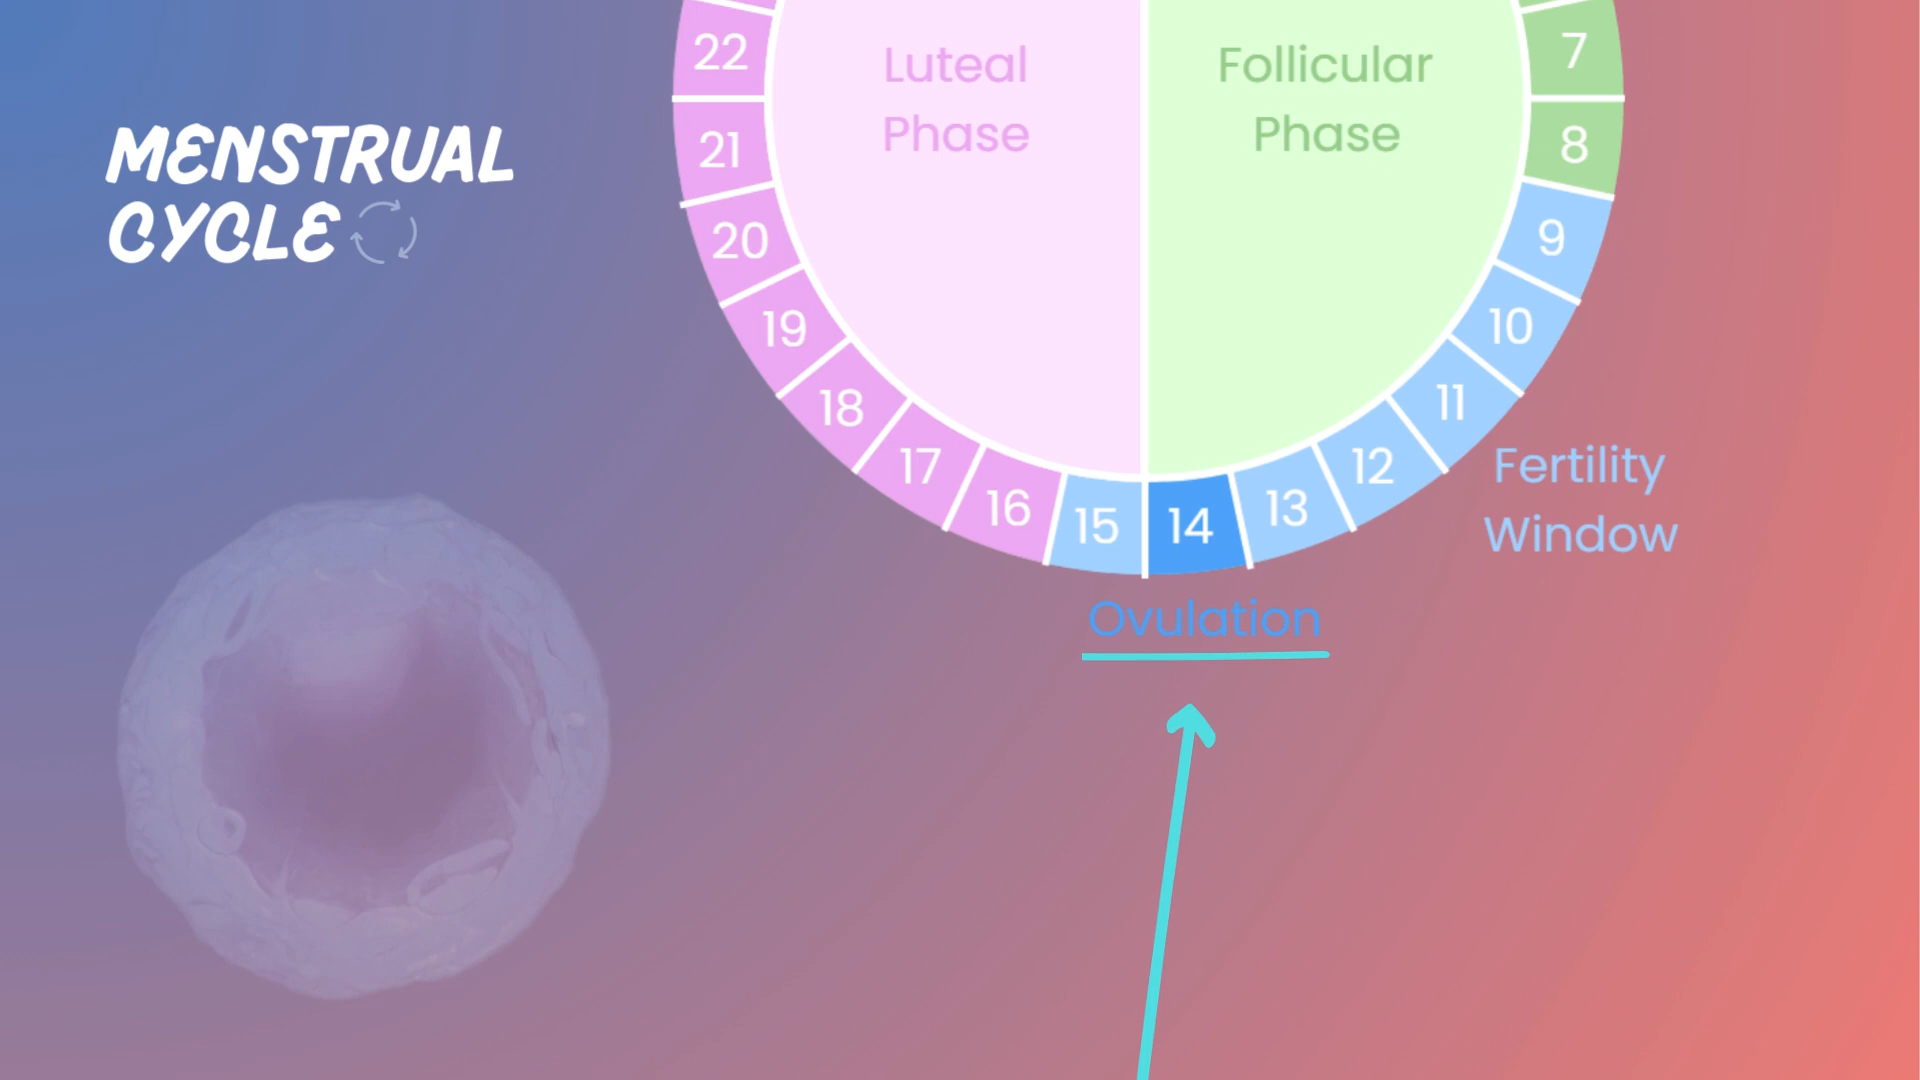 MENSTRUAL
CYCLE
Luteal
Phase
Follicular
Phase
22
21
20
19
18
17
16
15
14
13
12
11
10
9
8
7
Fertility
Window
Ovulation